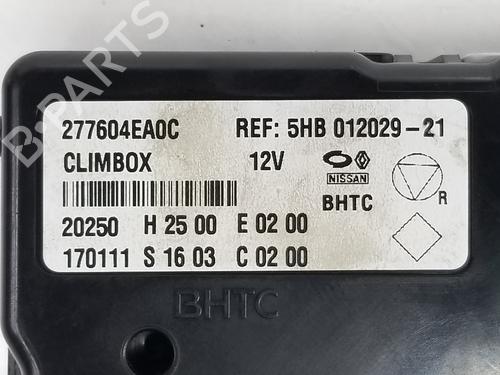 B-PARTS
277604EA0C REF: 5HB 012029-21
CLIMBOX 12V
NISSAN
BHTC R
20250 H 25 00 E 02 00
170111 S 16 03 C 02 00
BHTC